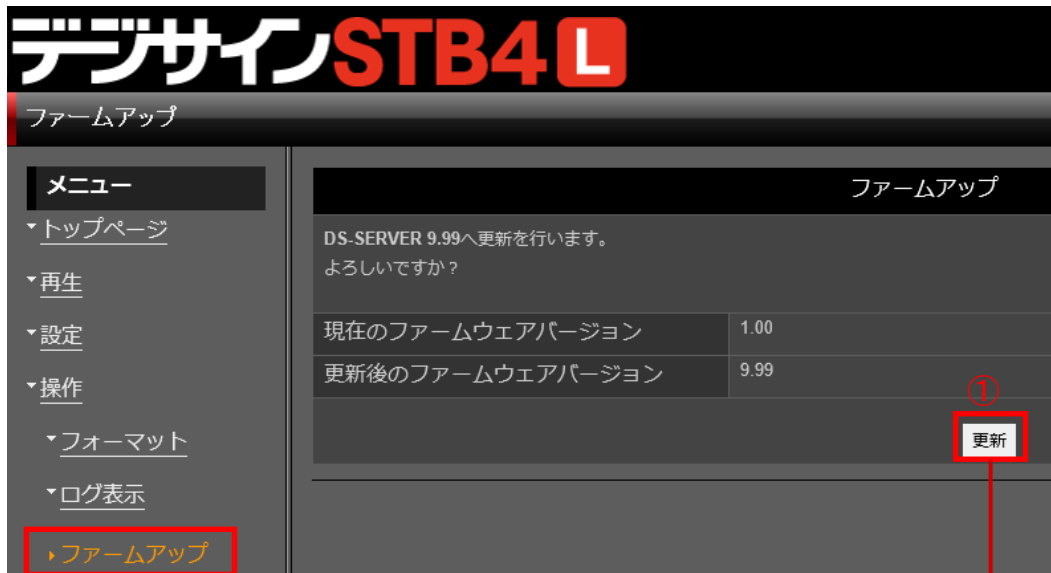 デジサインSTB4 L
ファームアップ
メニュー
トップページ
再生
設定
操作
フォーマット
ログ表示
ファームアップ
ファームアップ
DS-SERVER 9.99へ更新を行います。
よろしいですか？
現在のファームウェアバージョン 1.00
更新後のファームウェアバージョン 9.99
①
更新